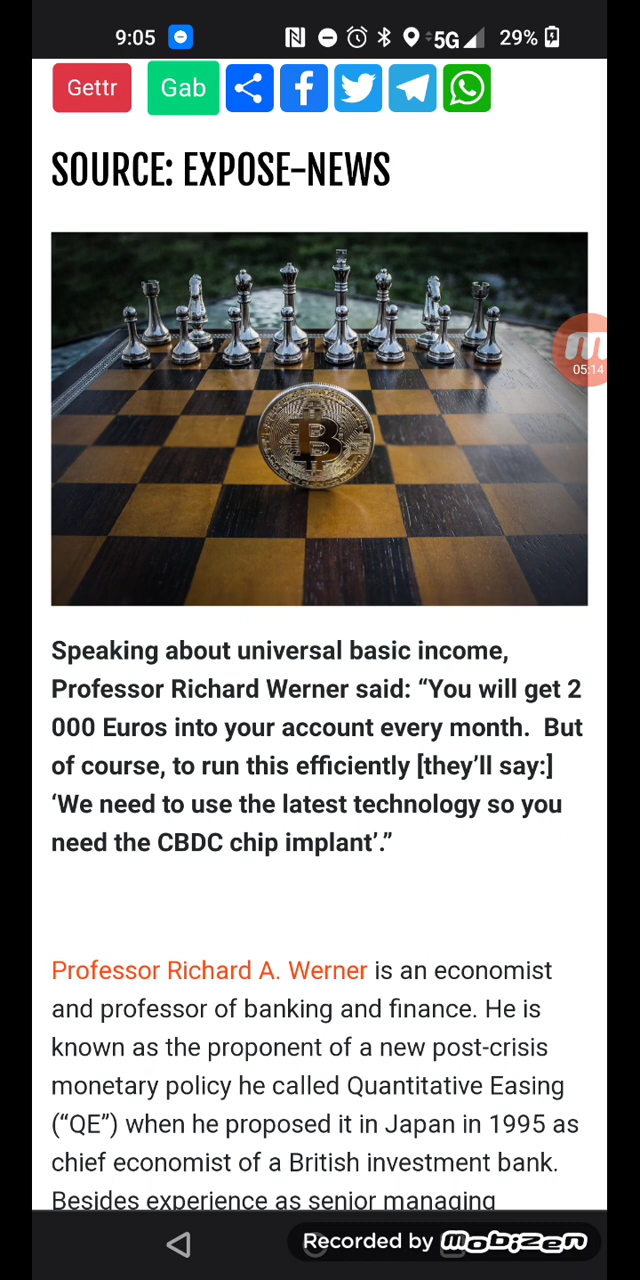 9:05 5G 29%
Gettr Gab
SOURCE: EXPOSE-NEWS
B
05:14
Speaking about universal basic income,
Professor Richard Werner said: “You will get 2
000 Euros into your account every month.  But
of course, to run this efficiently [they’ll say:]
‘We need to use the latest technology so you
need the CBDC chip implant’.”
Professor Richard A. Werner is an economist
and professor of banking and finance. He is
known as the proponent of a new post-crisis
monetary policy he called Quantitative Easing
(“QE”) when he proposed it in Japan in 1995 as
chief economist of a British investment bank.
Besides experience as senior managing
Recorded by mobizen